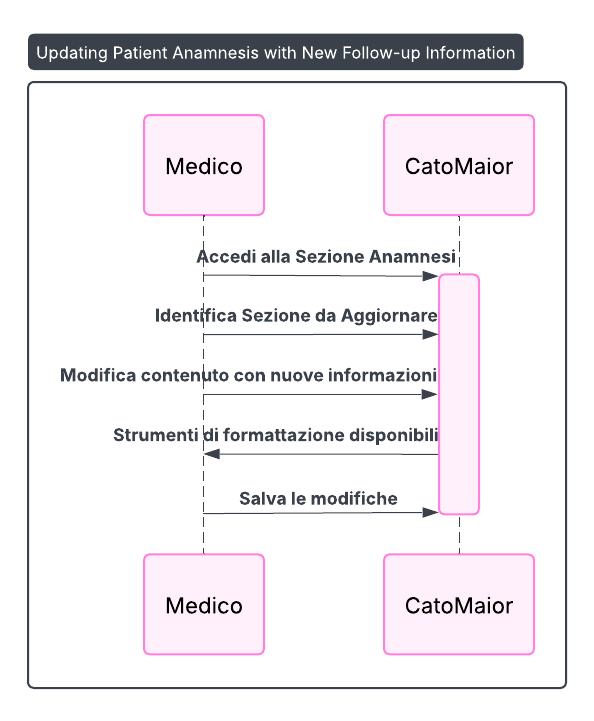 Updating Patient Anamnesis with New Follow-up Information
Medico
CatoMaior
Accedi alla Sezione Anamnesi
Identifica Sezione da Aggiornare
Modifica contenuto con nuove informazioni
Strumenti di formattazione disponibili
Salva le modifiche
Medico
CatoMaior